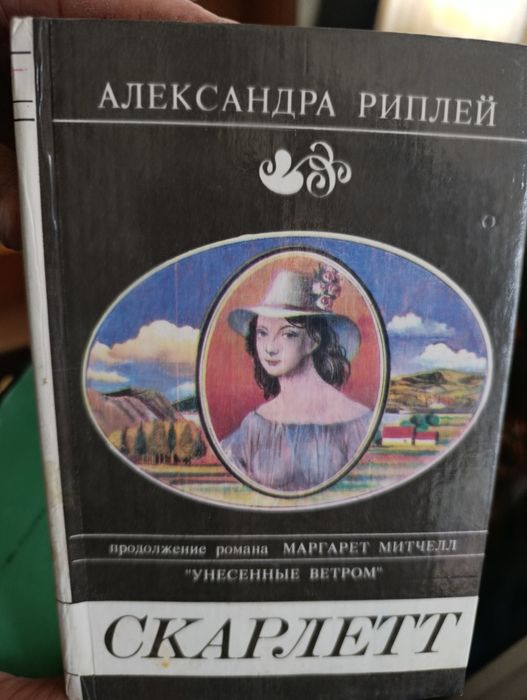 АЛЕКСАНДРА РИПЛЕЙ
продолжение романа МАРГАРЕТ МИТЧЕЛЛ
"УНЕСЕННЫЕ ВЕТРОМ"
СКАРЛЕТТ